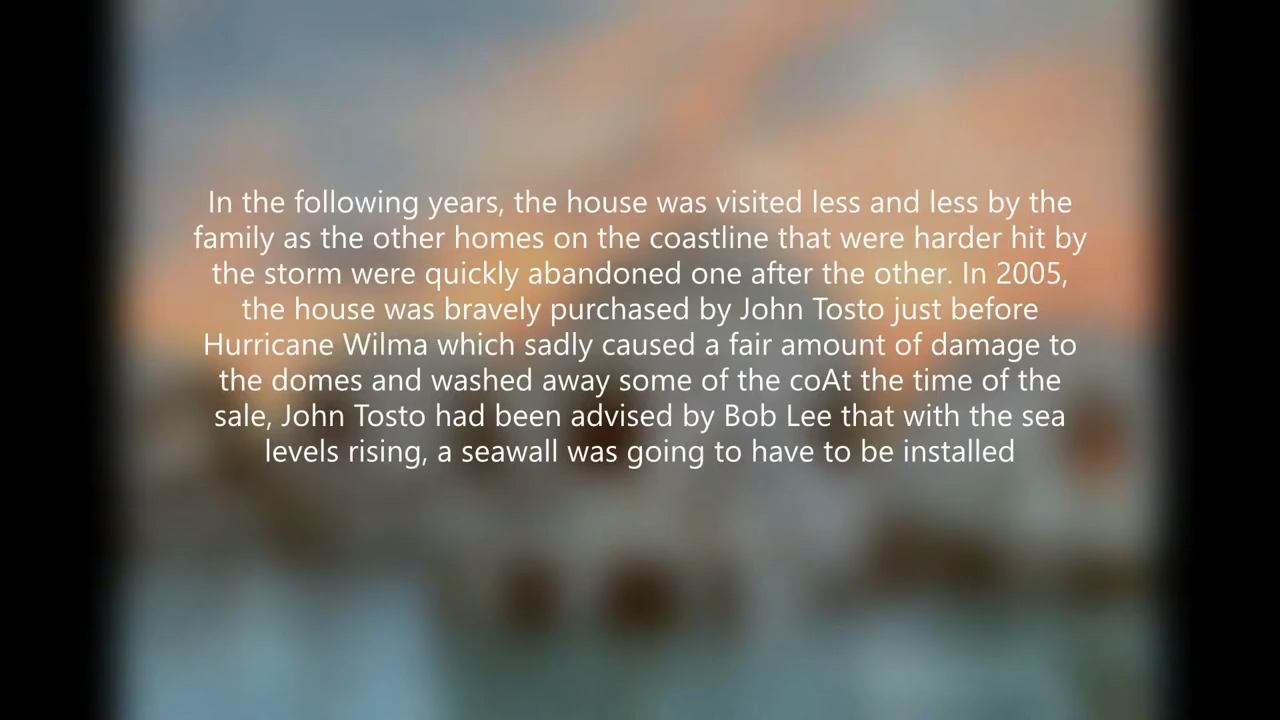 In the following years, the house was visited less and less by the
family as the other homes on the coastline that were harder hit by
the storm were quickly abandoned one after the other. In 2005,
the house was bravely purchased by John Tosto just before
Hurricane Wilma which sadly caused a fair amount of damage to
the domes and washed away some of the coAt the time of the
sale, John Tosto had been advised by Bob Lee that with the sea
levels rising, a seawall was going to have to be installed